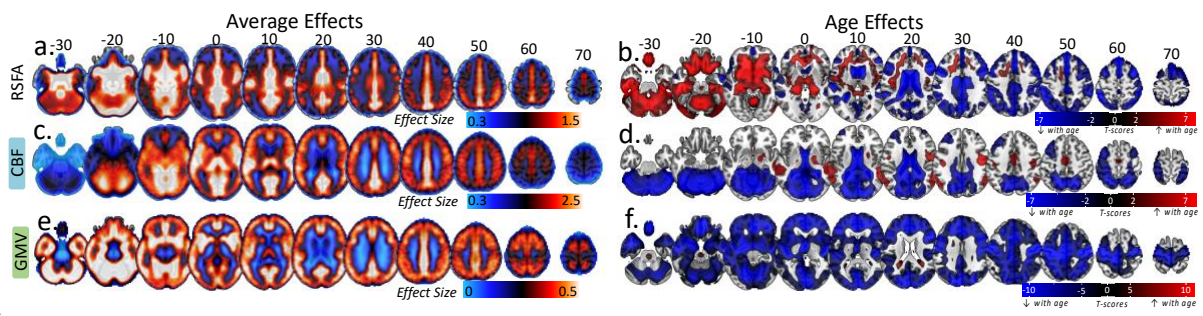 Average Effects
Age Effects
a. -30 -20 -10 0 10 20 30 40 50 60 70
b. -30 -20 -10 0 10 20 30 40 50 60 70
RSFA
Effect Size 0.3 1.5
-7 -2 0 2 7
↓ with age T-scores ↑ with age
c.
d.
CBF
Effect Size 0.3 2.5
-7 -2 0 2 7
↓ with age T-scores ↑ with age
e.
f.
GMV
Effect Size 0 0.5
-10 -5 0 5 10
↓ with age T-scores ↑ with age